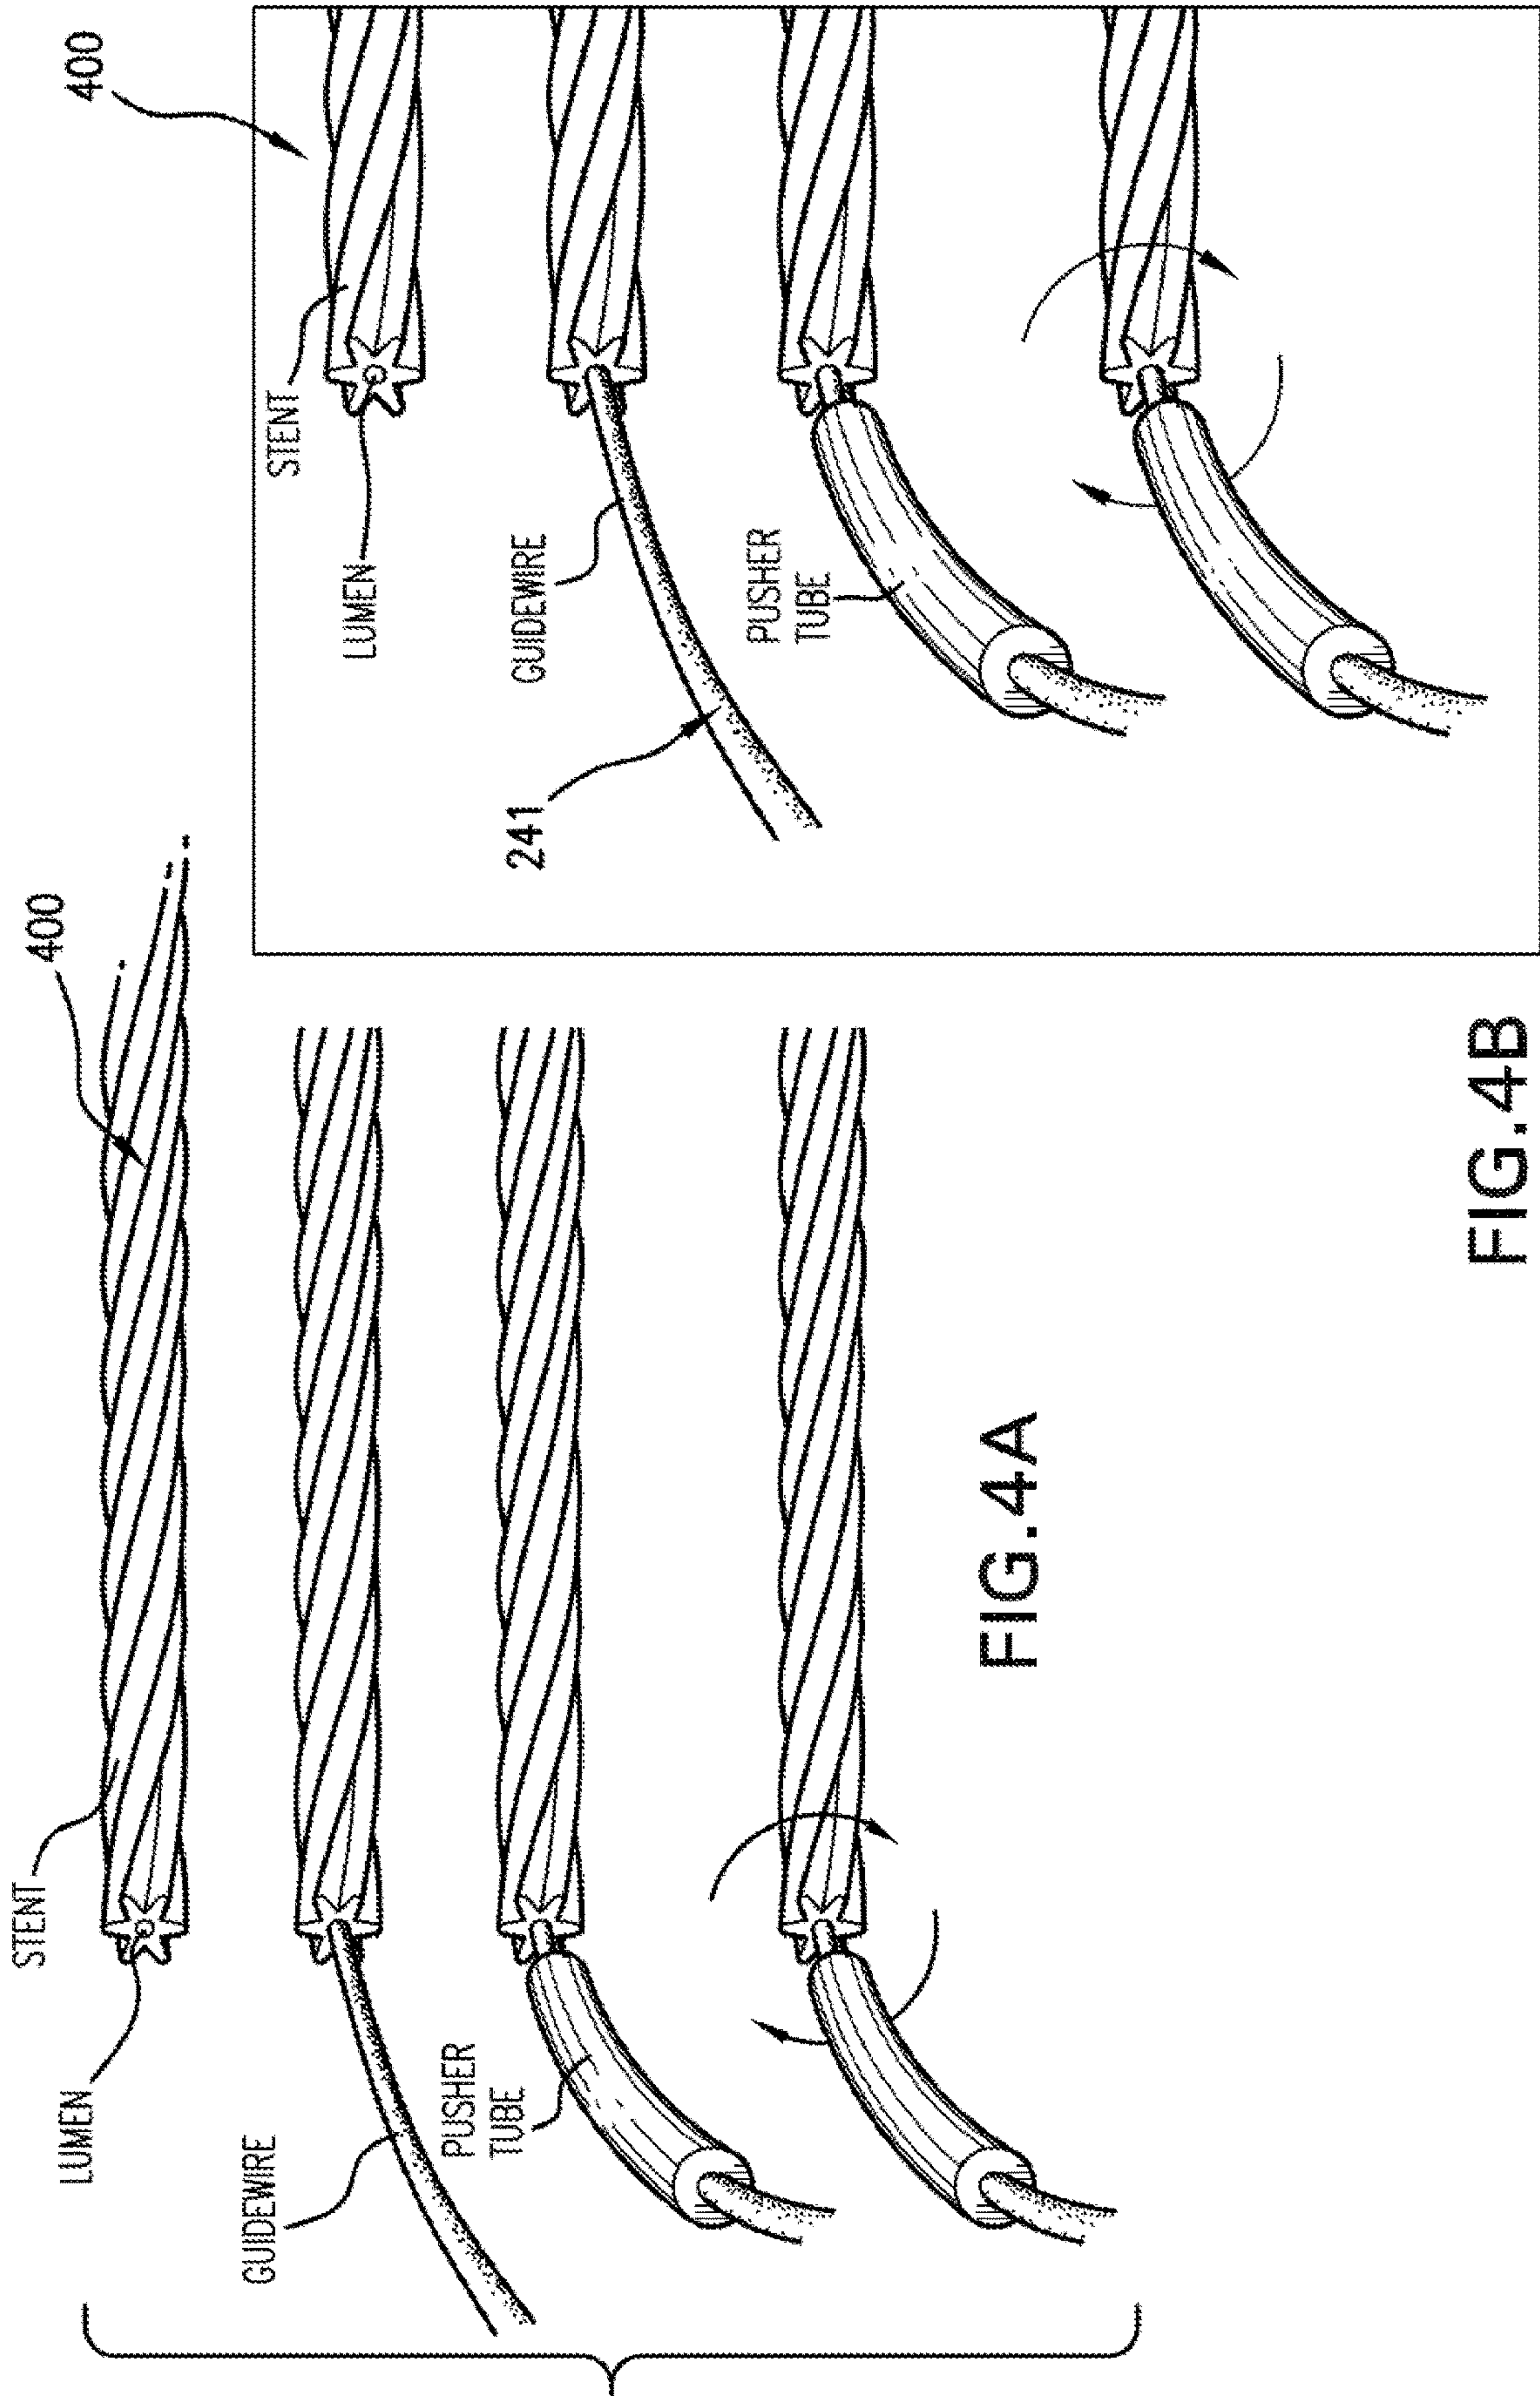 400
STENT
LUMEN
GUIDEWIRE
PUSHER
TUBE
FIG.4A
400
STENT
LUMEN
GUIDEWIRE
241
PUSHER
TUBE
FIG.4B